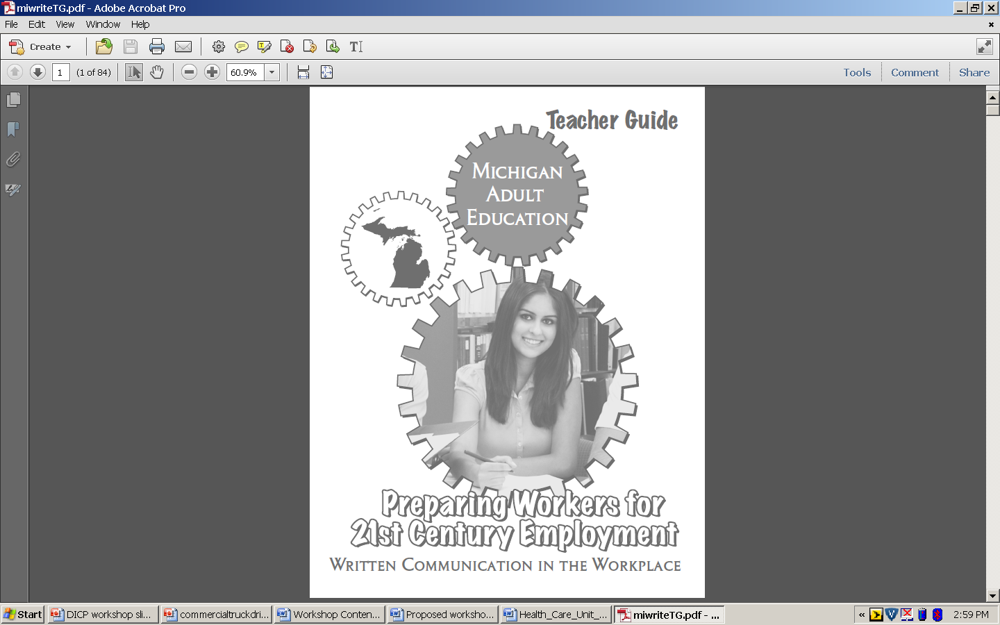 miwriteTG.pdf - Adobe Acrobat Pro
File Edit View Window Help
Create
1 (1 of 84) 60.9% Tools Comment Share
Teacher Guide
MICHIGAN
ADULT
EDUCATION
Preparing Workers for
21st Century Employment
WRITTEN COMMUNICATION IN THE WORKPLACE
Start DICP workshop sli... commercialtruckdri... Workshop Conten... Proposed worksho... Health_Care_Unit_... miwriteTG.pdf - ... « 2:59 PM